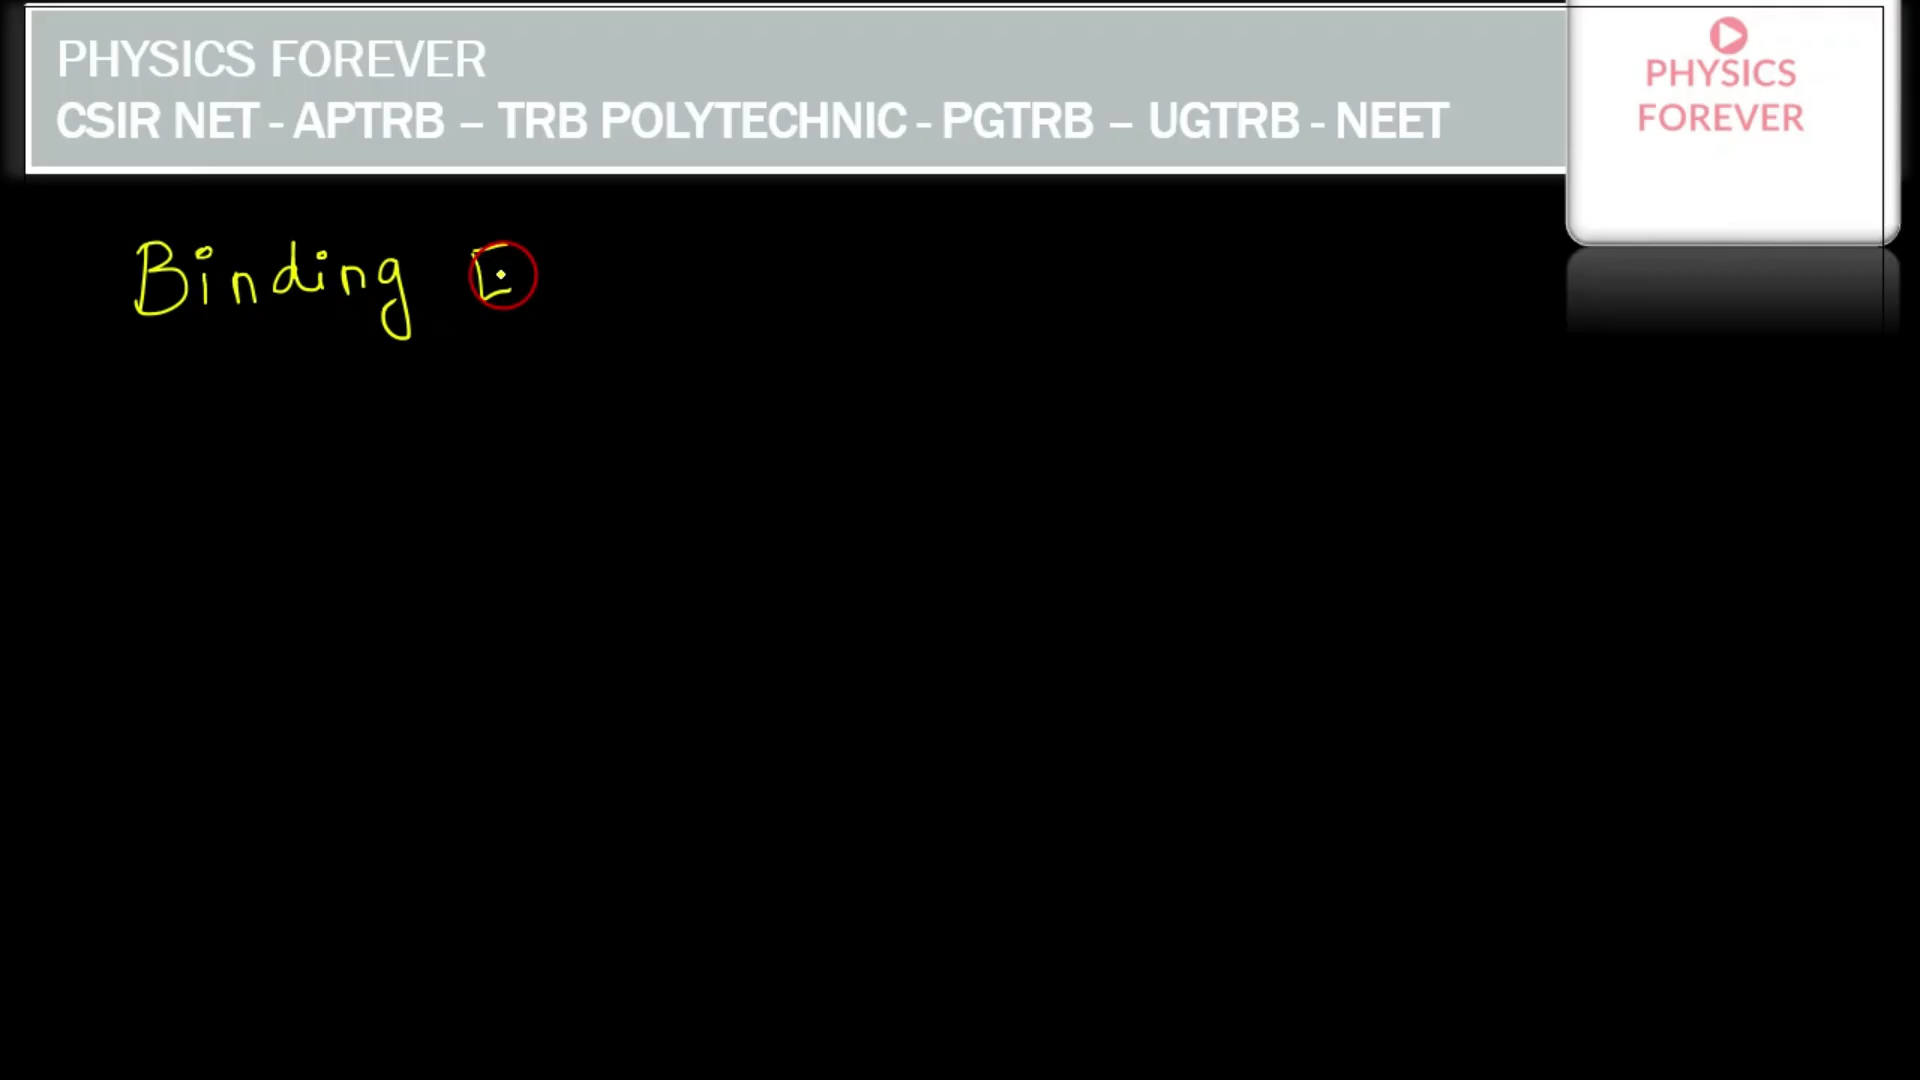 PHYSICS FOREVER
CSIR NET - APTRB – TRB POLYTECHNIC - PGTRB – UGTRB - NEET
PHYSICS
FOREVER
Binding E